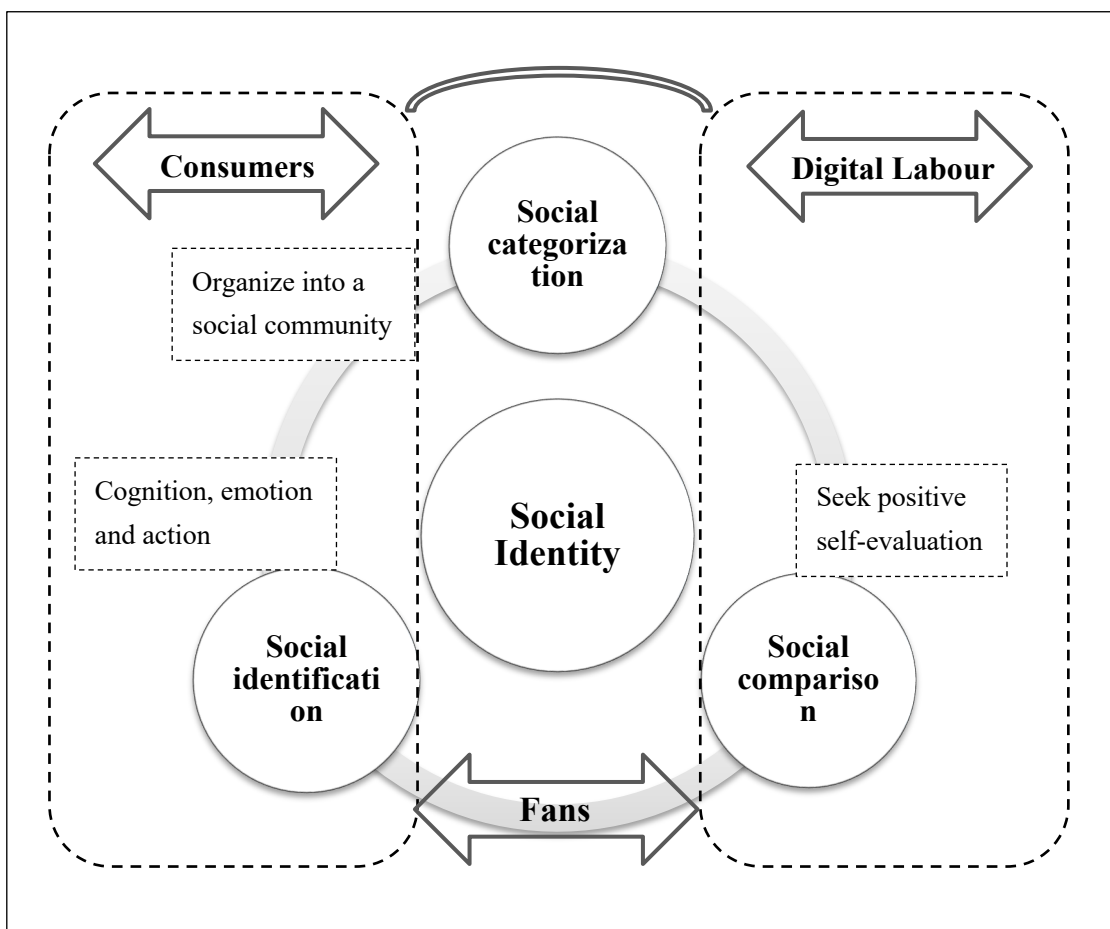 Consumers
Digital Labour
Social
categoriza
tion
Organize into a
social community
Cognition, emotion
and action
Social
Identity
Seek positive
self-evaluation
Social
identificati
on
Social
compariso
n
Fans